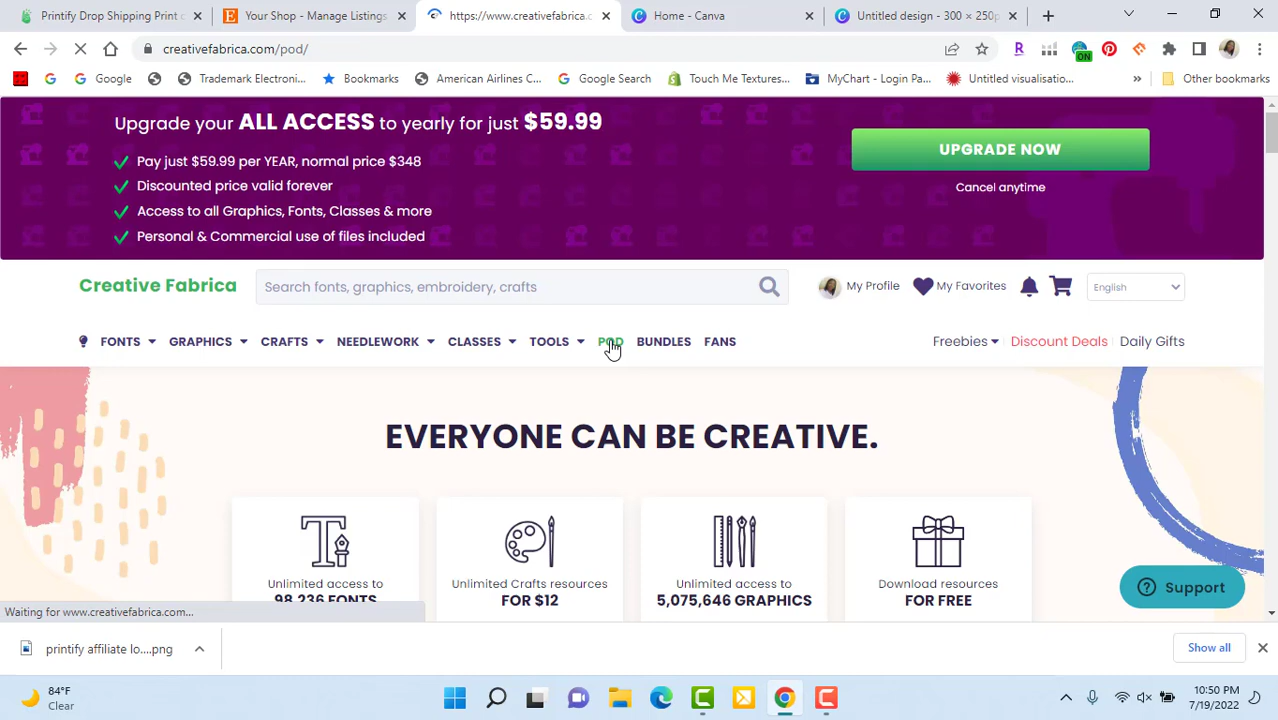 Printify Drop Shipping Print c
Your Shop - Manage Listings
https://www.creativefabrica.c
Home - Canva
Untitled design - 300 × 250p
creativefabrica.com/pod/
Google
Trademark Electroni...
Bookmarks
American Airlines C...
Google Search
Touch Me Textures...
MyChart - Login Pa...
Untitled visualisatio...
Other bookmarks
ON
Upgrade your ALL ACCESS to yearly for just $59.99
Pay just $59.99 per YEAR, normal price $348
Discounted price valid forever
Access to all Graphics, Fonts, Classes & more
Personal & Commercial use of files included
UPGRADE NOW
Cancel anytime
Creative Fabrica
Search fonts, graphics, embroidery, crafts
My Profile
My Favorites
English
FONTS GRAPHICS CRAFTS NEEDLEWORK CLASSES TOOLS POD BUNDLES FANS
Freebies Discount Deals Daily Gifts
EVERYONE CAN BE CREATIVE.
Unlimited access to
98,236 FONTS
Unlimited Crafts resources
FOR $12
Unlimited access to
5,075,646 GRAPHICS
Download resources
FOR FREE
Support
Waiting for www.creativefabrica.com...
printify affiliate lo....png
Show all
84°F
Clear
10:50 PM
7/19/2022